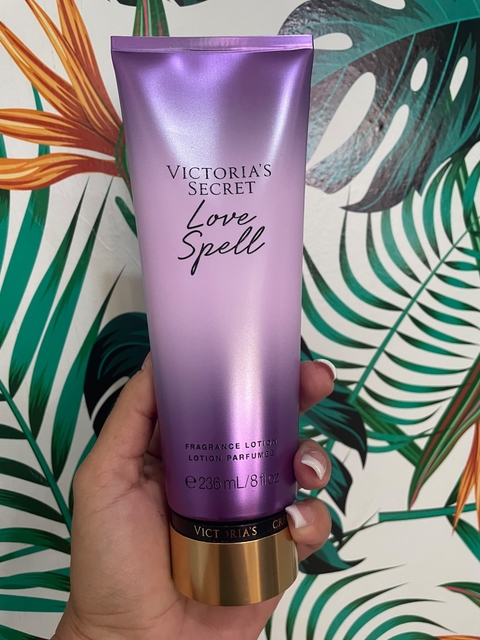 VICTORIA'S
SECRET
Love
Spell
FRAGRANCE LOTION
LOTION PARFUMÉE
℮ 236 mL/8 fl oz
VICTORIA'S